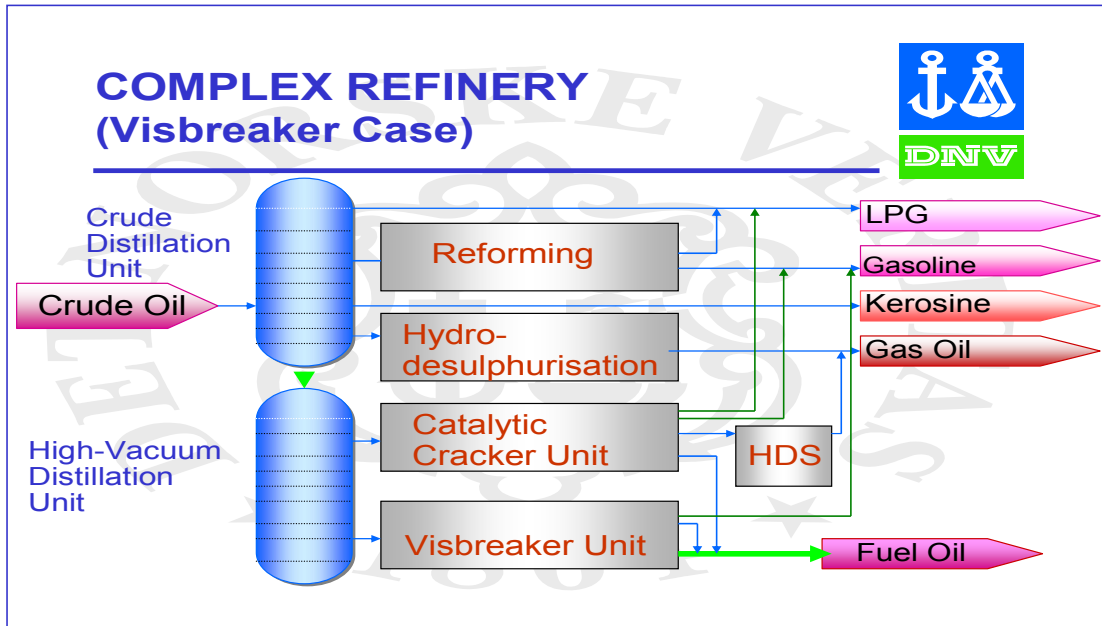 COMPLEX REFINERY
(Visbreaker Case)
DNV
Crude
Distillation
Unit
Crude Oil
Reforming
Hydro-
desulphurisation
LPG
Gasoline
Kerosine
Gas Oil
High-Vacuum
Distillation
Unit
Catalytic
Cracker Unit
HDS
Visbreaker Unit
Fuel Oil